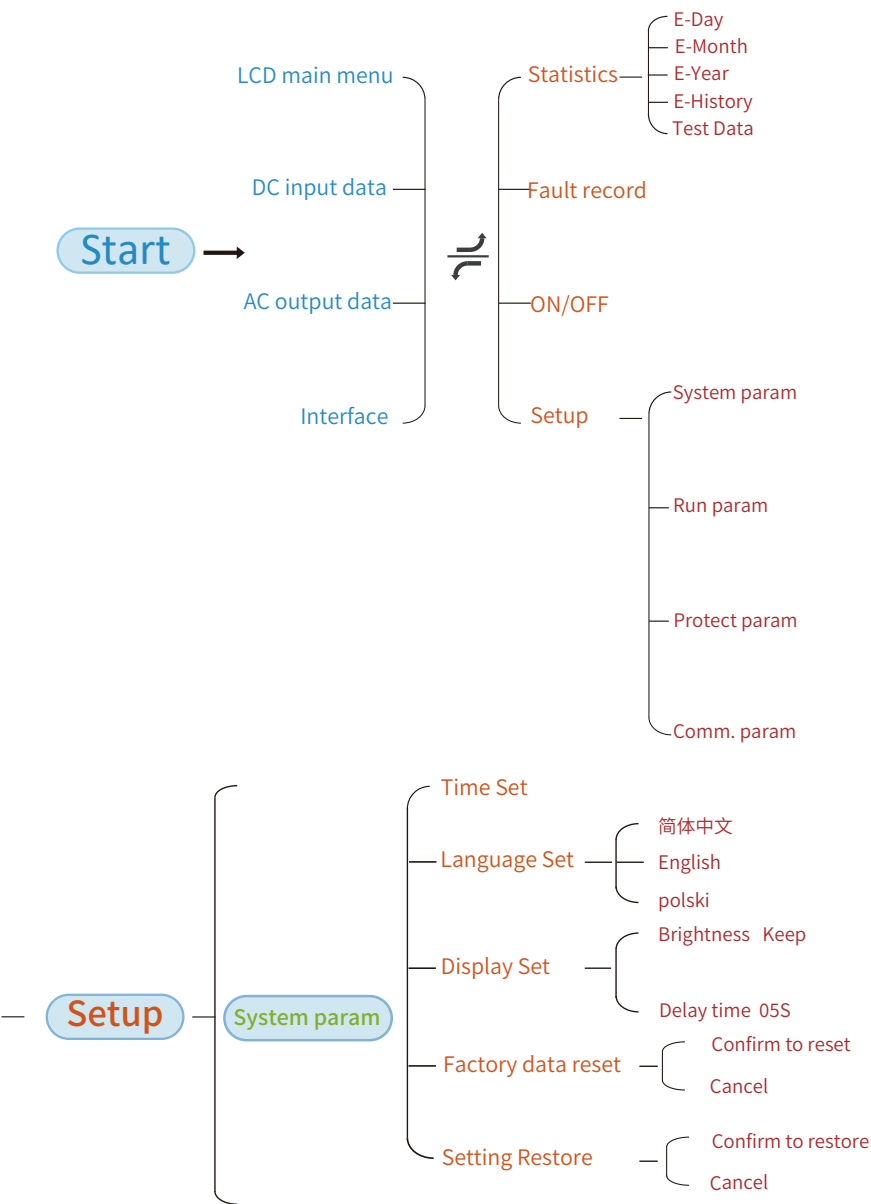 E-Day
E-Month
LCD main menu
Statistics
E-Year
E-History
Test Data
DC input data
Fault record
Start
AC output data
ON/OFF
Interface
Setup
System param
Run param
Protect param
Comm. param
Time Set
Language Set
简体中文
English
polski
Display Set
Brightness Keep
Delay time 05S
Setup
System param
Factory data reset
Confirm to reset
Cancel
Setting Restore
Confirm to restore
Cancel